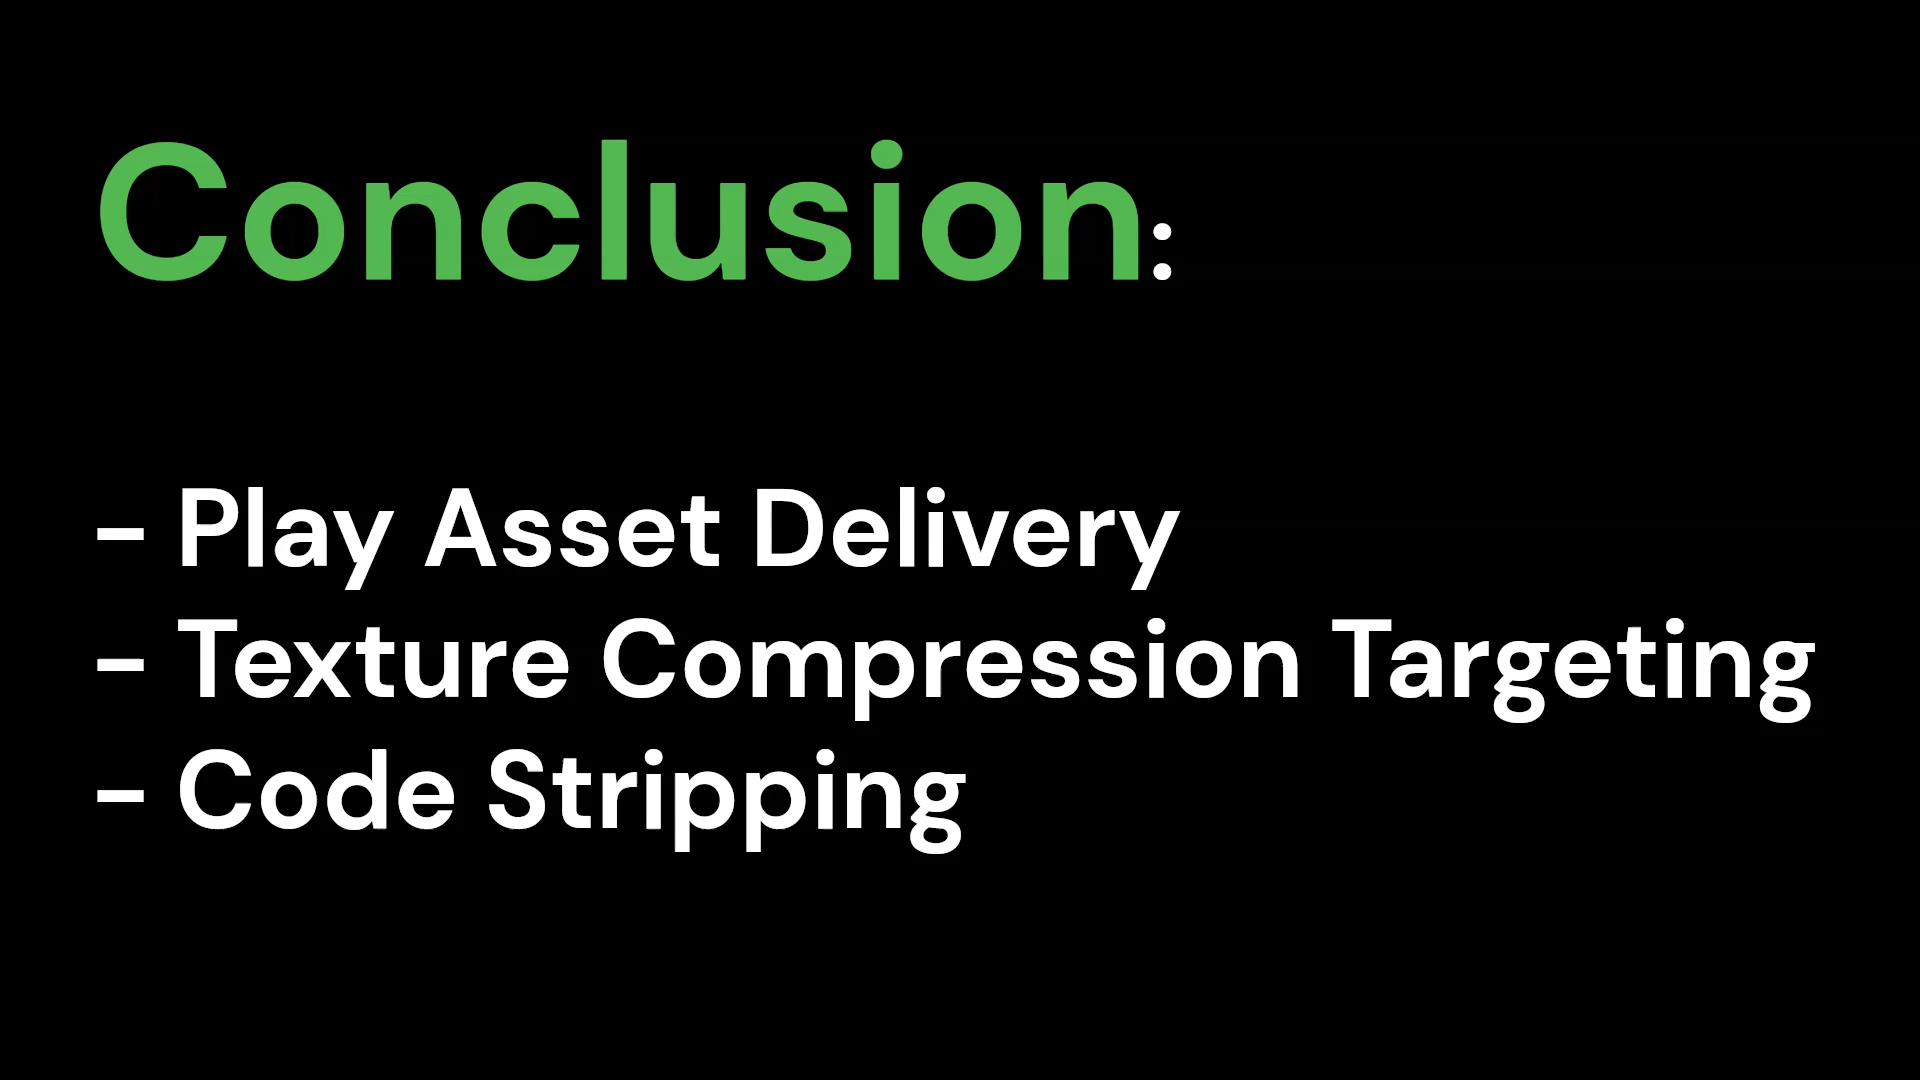 Conclusion:
- Play Asset Delivery
- Texture Compression Targeting
- Code Stripping